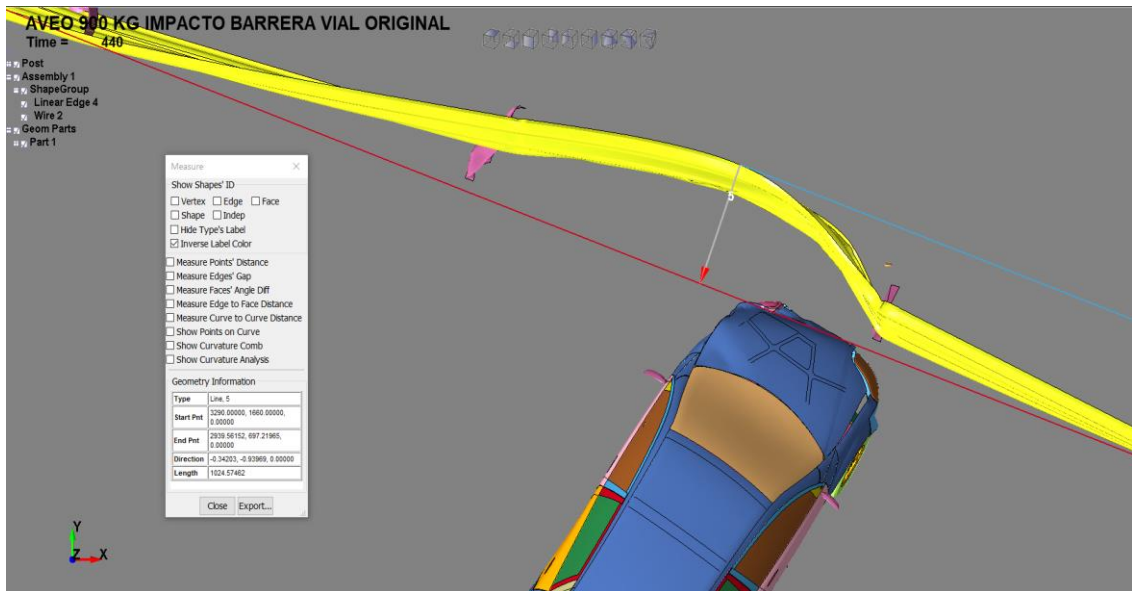 AVEO 900 KG IMPACTO BARRERA VIAL ORIGINAL
Time = 440
Post
Assembly 1
ShapeGroup
Linear Edge 4
Wire 2
Geom Parts
Part 1
Measure
Show Shapes' ID
Vertex Edge Face
Shape Indep
Hide Type's Label
Inverse Label Color
Measure Points' Distance
Measure Edges' Gap
Measure Faces' Angle Diff
Measure Edge to Face Distance
Measure Curve to Curve Distance
Show Points on Curve
Show Curvature Comb
Show Curvature Analysis
Geometry Information
Type Line, 5
Start Pnt 3290.00000, 1660.00000,
0.00000
End Pnt 2939.56152, 697.21965,
0.00000
Direction -0.34203, -0.93969, 0.00000
Length 1024.57462
Close Export...
5
Y
Z X